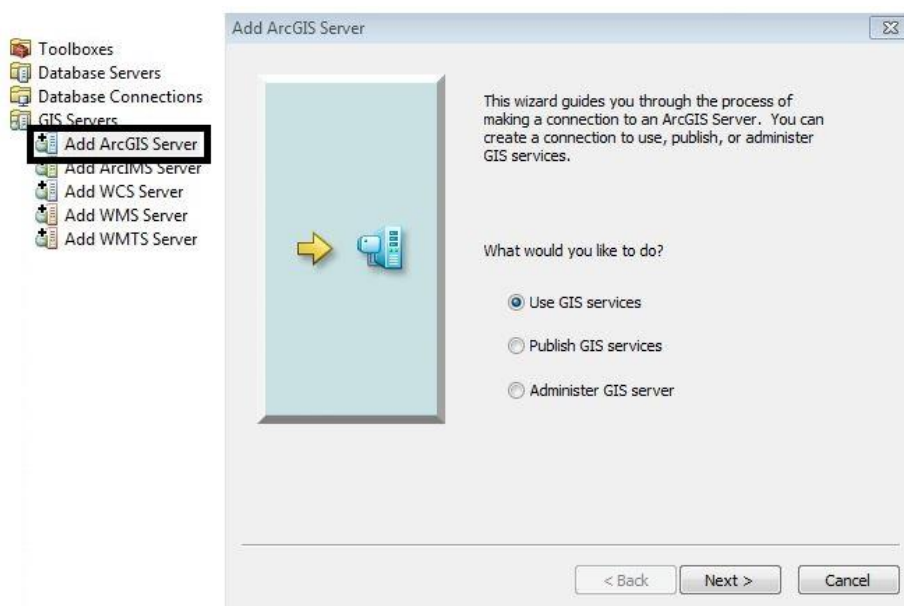 Toolboxes
Database Servers
Database Connections
GIS Servers
Add ArcGIS Server
Add ArcIMS Server
Add WCS Server
Add WMS Server
Add WMTS Server
Add ArcGIS Server
This wizard guides you through the process of
making a connection to an ArcGIS Server. You can
create a connection to use, publish, or administer
GIS services.
What would you like to do?
Use GIS services
Publish GIS services
Administer GIS server
< Back
Next >
Cancel